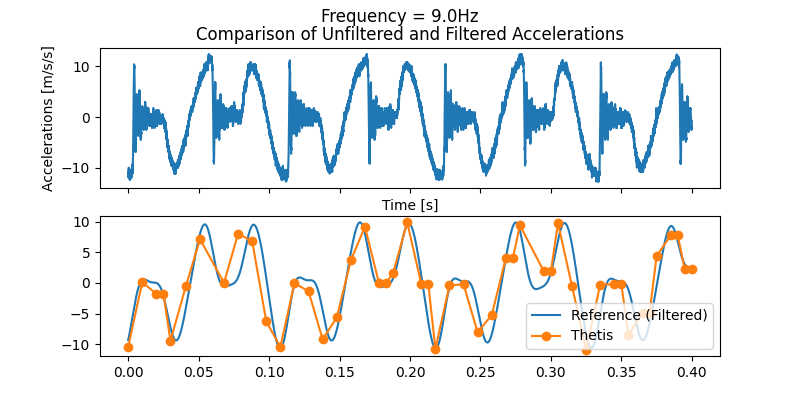 Frequency = 9.0Hz
Comparison of Unfiltered and Filtered Accelerations
Accelerations [m/s/s]
10
0
−10
Time [s]
10
5
0
−5
−10
Reference (Filtered)
Thetis
0.00 0.05 0.10 0.15 0.20 0.25 0.30 0.35 0.40